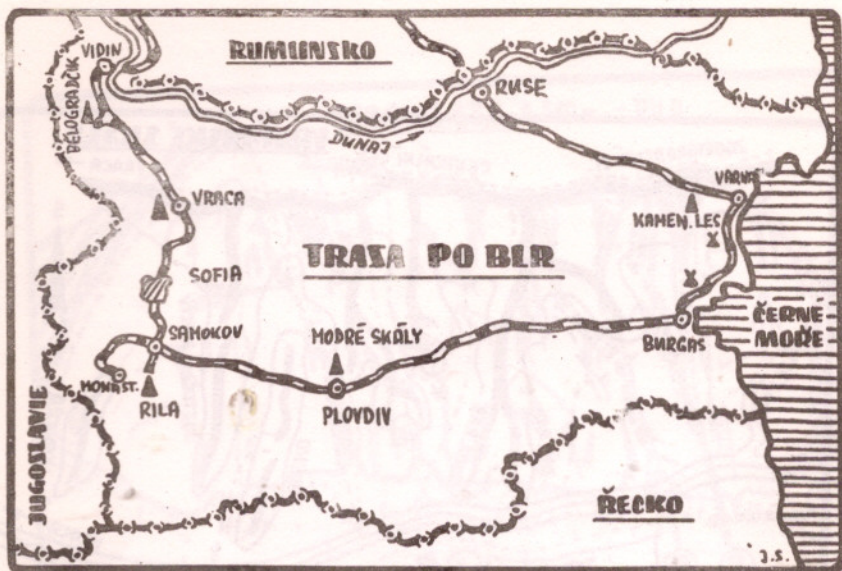 RUMUNSKO
VIDIN
BĚLOGRADČIK
RUSE
DUNAJ
VRACA
VARNA
KAMEN. LES
X
X
TRASA PO BLR
SOFIA
SAMOKOV
MODRÉ SKÁLY
ČERNÉ
MOŘE
BURGAS
MONAST.
RILA
PLOVDIV
JUGOSLAVIE
ŘECKO
J.S.